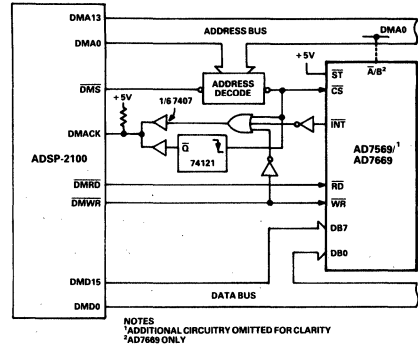 DMA13
ADDRESS BUS
DMA0
DMA0
+5V
ST
A/B²
DMS
ADDRESS DECODE
CS
+5V
1/6 7407
DMACK
INT
Q
74121
ADSP-2100
AD7569/¹
AD7669
DMRD
RD
DMWR
WR
DB7
DB0
DMD15
DATA BUS
DMD0
NOTES
¹ADDITIONAL CIRCUITRY OMITTED FOR CLARITY
²AD7669 ONLY